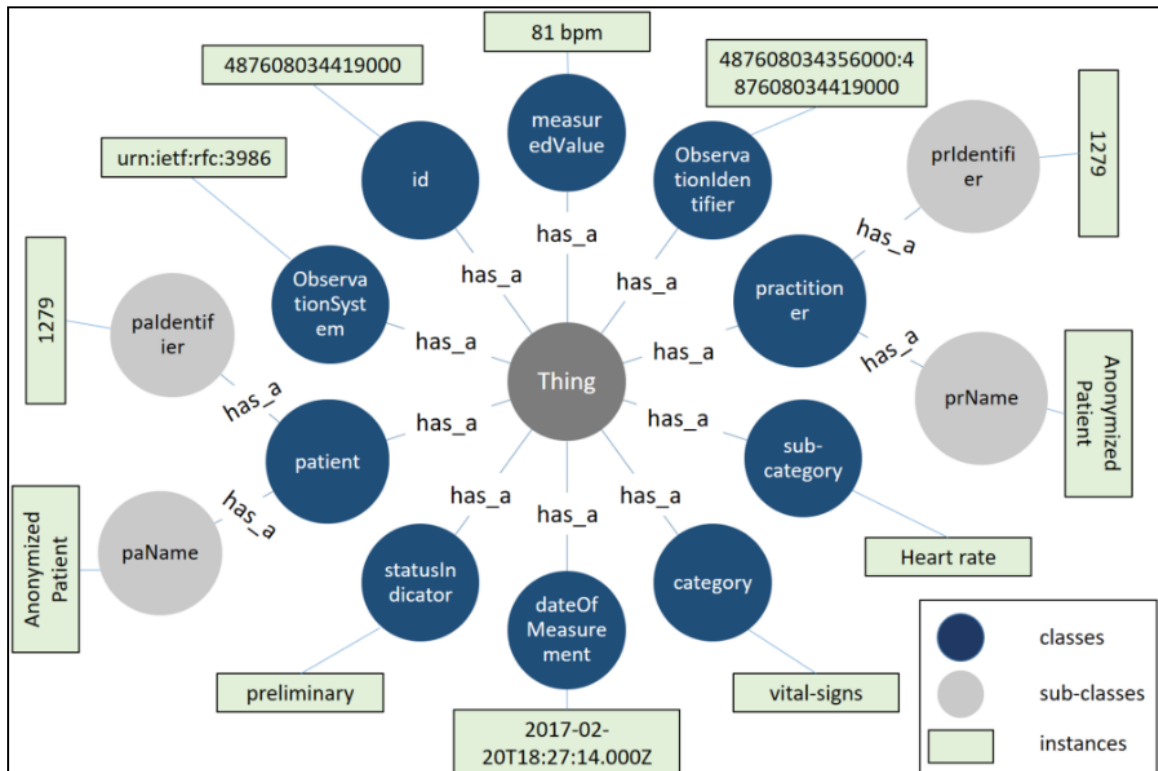 81 bpm
487608034419000
487608034356000:4
87608034419000
urn:ietf:rfc:3986
1279
1279
measur
edValue
id
Observa
tionIden
tifier
prIdentifi
er
has_a
has_a
has_a
has_a
Observa
tionSyst
em
practition
er
paIdentif
ier
has_a
has_a
has_a
Thing
has_a
prName
Anonymized
Patient
has_a
has_a
patient
sub-
category
has_a
has_a
has_a
has_a
Anonymized
Patient
paName
statusIn
dicator
dateOf
Measure
ment
category
Heart rate
preliminary
vital-signs
2017-02-
20T18:27:14.000Z
classes
sub-classes
instances